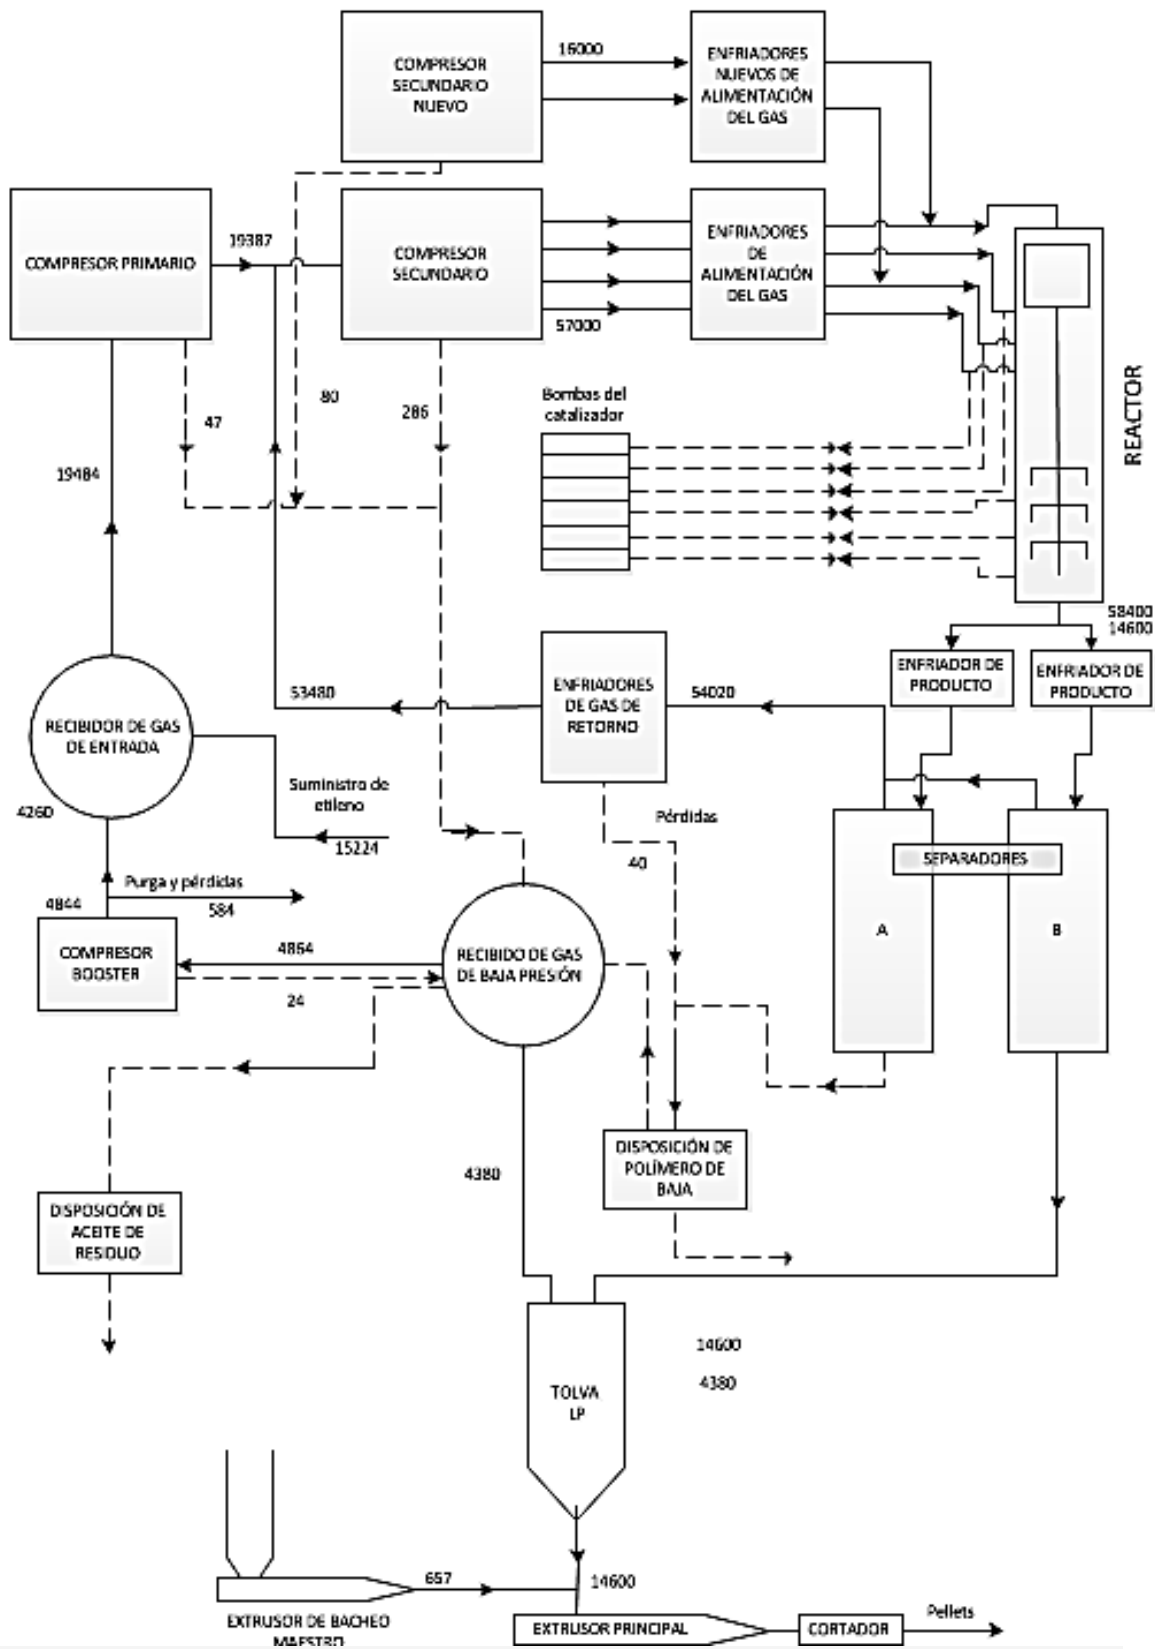 COMPRESOR
SECUNDARIO
NUEVO
16000
ENFRIADORES
NUEVOS DE
ALIMENTACIÓN
DEL GAS
COMPRESOR PRIMARIO
19387
COMPRESOR
SECUNDARIO
57000
ENFRIADORES
DE
ALIMENTACIÓN
DEL GAS
REACTOR
47
80
286
Bombas del
catalizador
19484
58400
14600
ENFRIADOR DE
PRODUCTO
ENFRIADOR DE
PRODUCTO
RECIBIDOR DE GAS
DE ENTRADA
53480
ENFRIADORES
DE GAS DE
RETORNO
54020
Suministro de
etileno
15224
4260
Pérdidas
40
SEPARADORES
A
B
Purga y pérdidas
584
4844
COMPRESOR
BOOSTER
4864
24
RECIBIDO DE GAS
DE BAJA PRESIÓN
4380
DISPOSICIÓN DE
POLÍMERO DE
BAJA
DISPOSICIÓN DE
ACEITE DE
RESIDUO
14600
4380
TOLVA
LP
657
14600
EXTRUSOR DE BACHEO
MAESTRO
EXTRUSOR PRINCIPAL
CORTADOR
Pellets